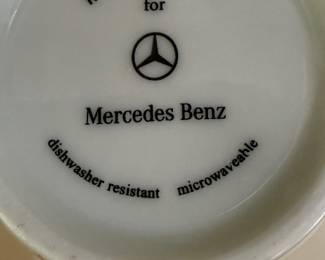 for
Mercedes Benz
dishwasher resistant microwaveable